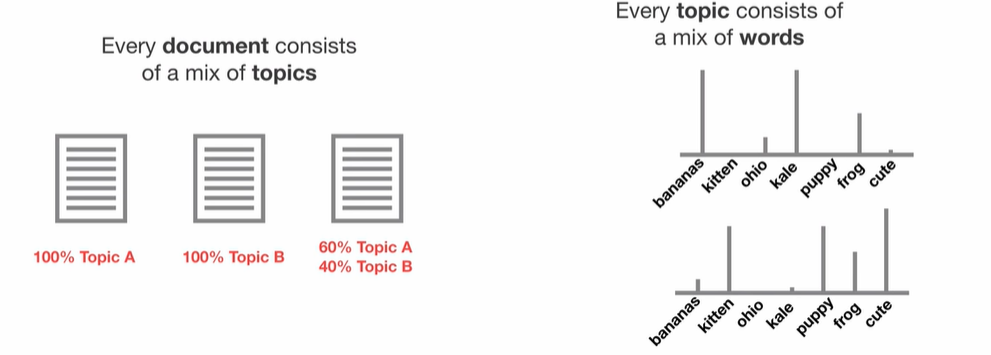 Every document consists
of a mix of topics
100% Topic A
100% Topic B
60% Topic A
40% Topic B
Every topic consists of
a mix of words
bananas
kitten
ohio
kale
puppy
frog
cute
bananas
kitten
ohio
kale
puppy
frog
cute